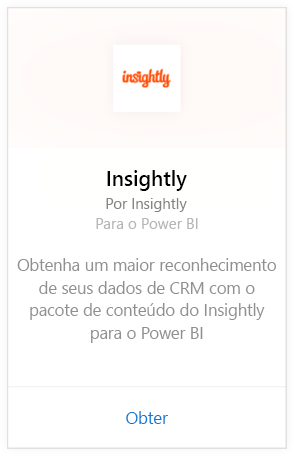 insightly
Insightly
Por Insightly
Para o Power BI
Obtenha um maior reconhecimento
de seus dados de CRM com o
pacote de conteúdo do Insightly
para o Power BI
Obter